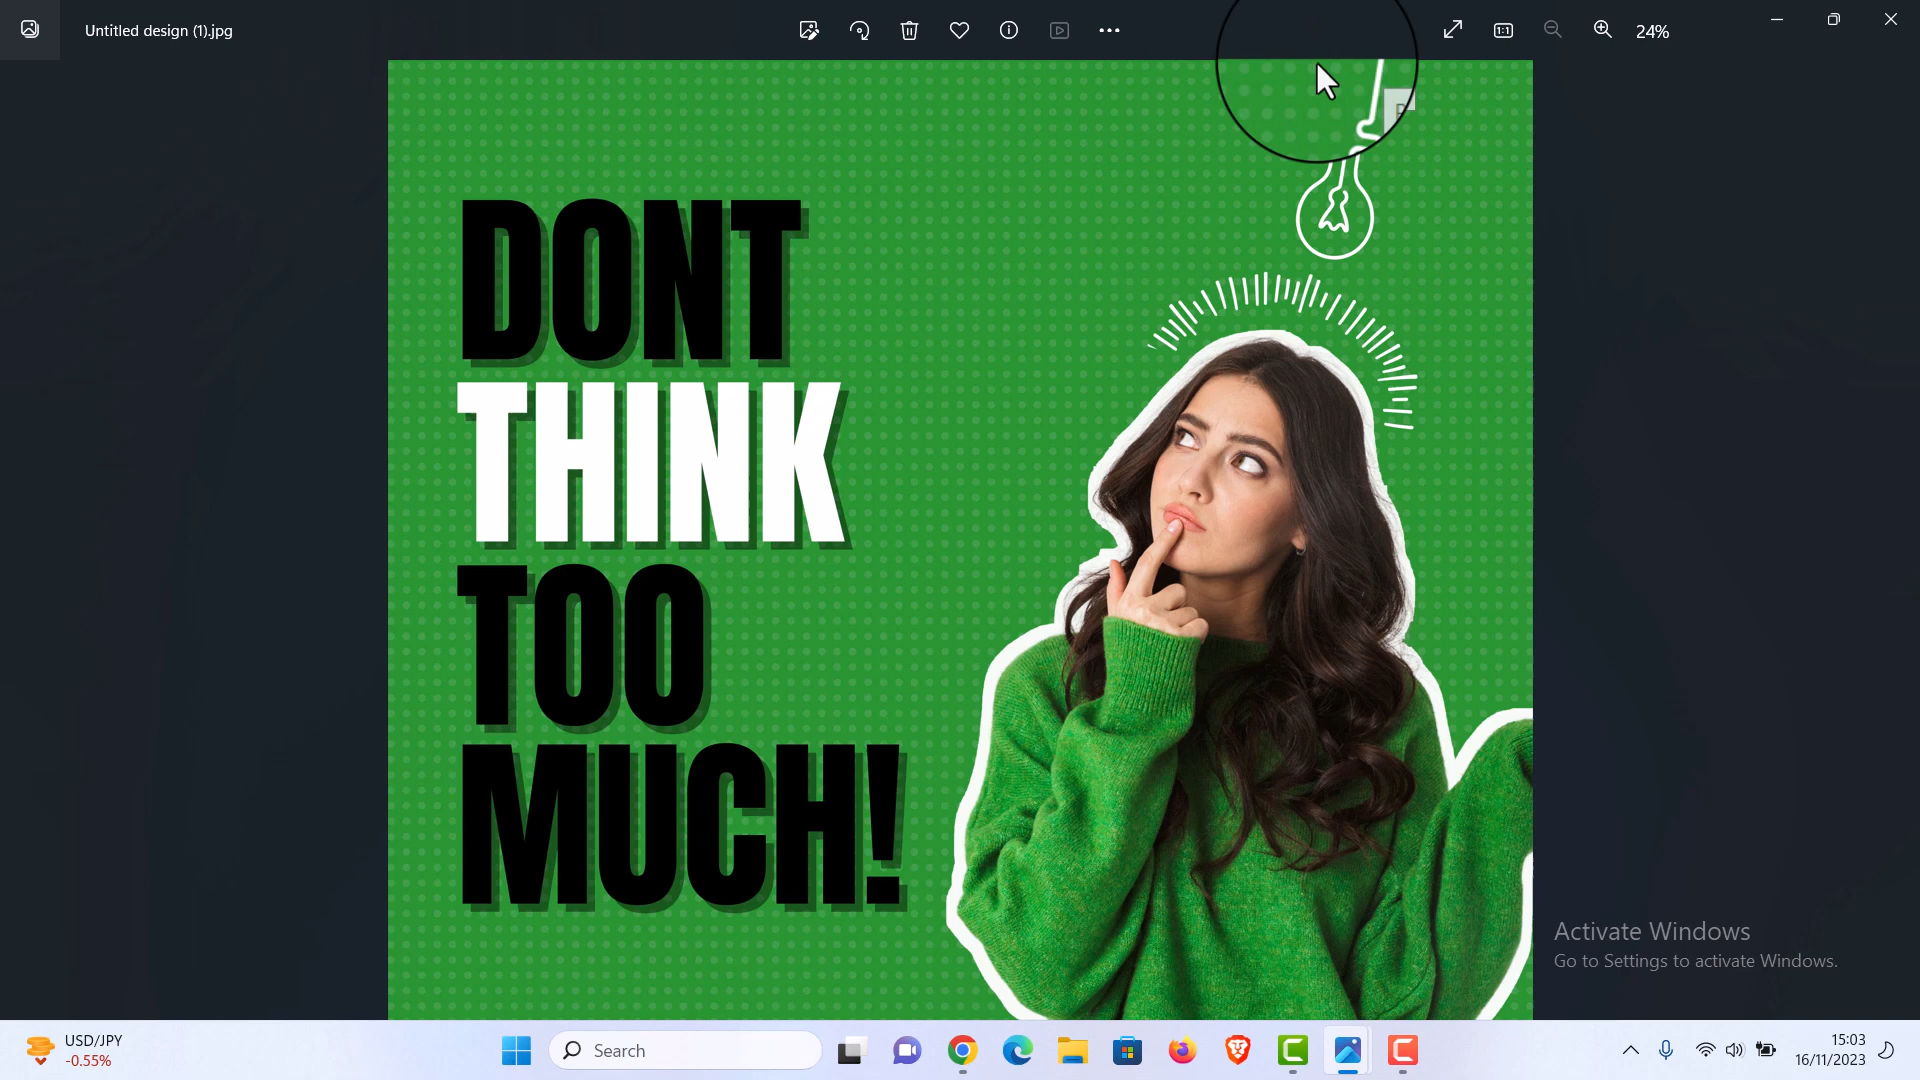 Untitled design (1).jpg
24%
DONT
THINK
TOO
MUCH!
Activate Windows
Go to Settings to activate Windows.
USD/JPY
-0.55%
Search
15:03
16/11/2023